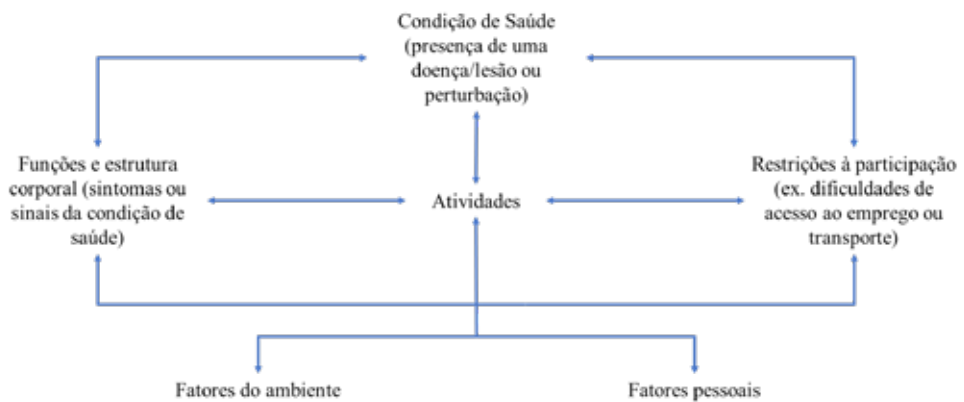 Condição de Saúde
(presença de uma
doença/lesão ou
perturbação)
Funções e estrutura
corporal (sintomas ou
sinais da condição de
saúde)
Atividades
Restrições à participação
(ex. dificuldades de
acesso ao emprego ou
transporte)
Fatores do ambiente
Fatores pessoais